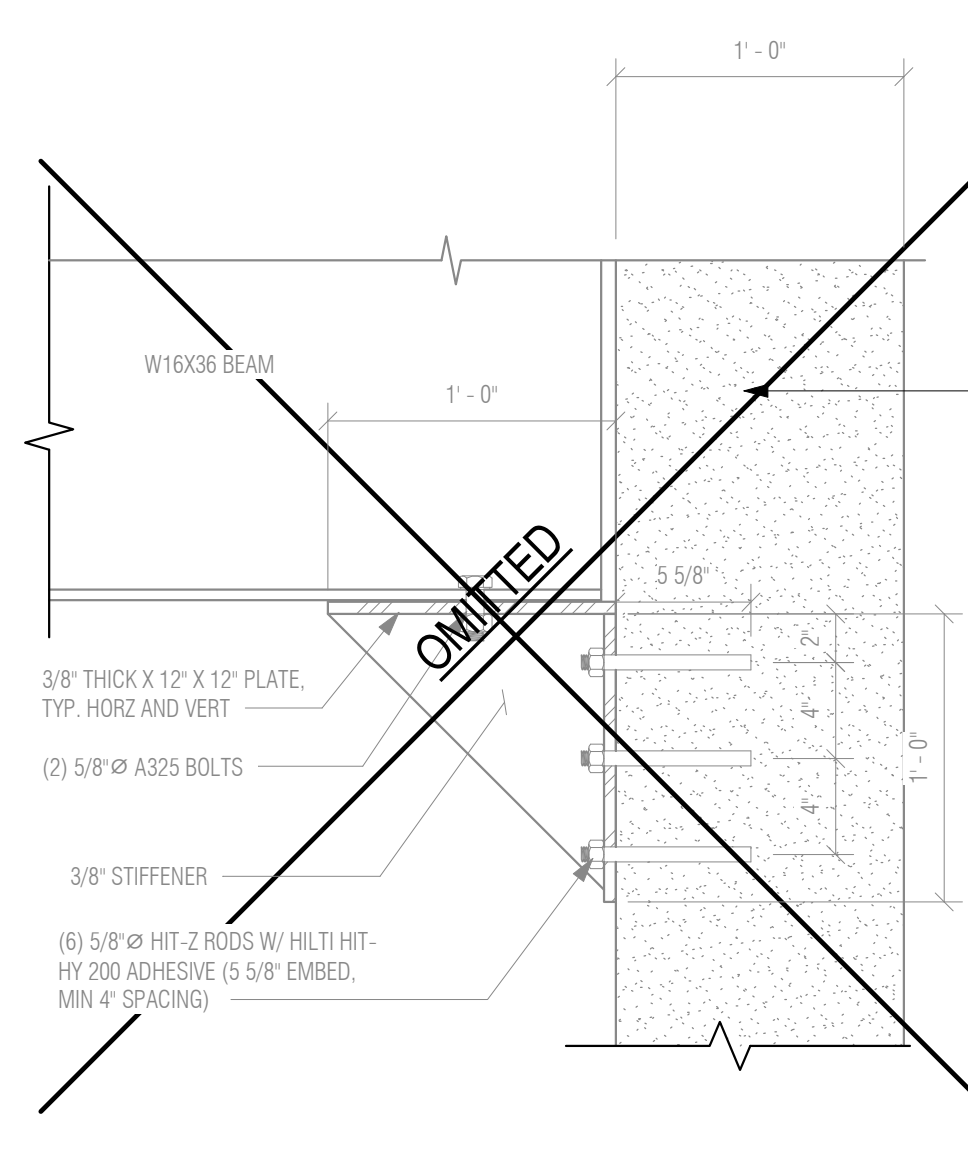 1' - 0"
W16X36 BEAM
1' - 0"
OMITTED
5 5/8"
2"
3/8" THICK X 12" X 12" PLATE,
TYP. HORZ AND VERT
4"
1' - 0"
(2) 5/8"Ø A325 BOLTS
4"
3/8" STIFFENER
(6) 5/8"Ø HIT-Z RODS W/ HILTI HIT-
HY 200 ADHESIVE (5 5/8" EMBED,
MIN 4" SPACING)